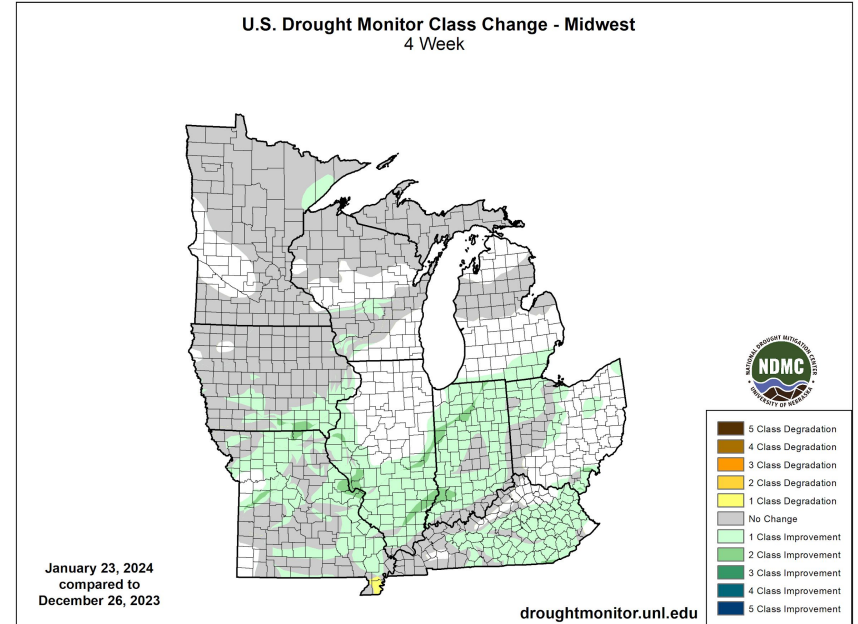 U.S. Drought Monitor Class Change - Midwest
4 Week
NATIONAL DROUGHT MITIGATION CENTER
NDMC
UNIVERSITY OF NEBRASKA
5 Class Degradation
4 Class Degradation
3 Class Degradation
2 Class Degradation
1 Class Degradation
No Change
1 Class Improvement
2 Class Improvement
3 Class Improvement
4 Class Improvement
5 Class Improvement
January 23, 2024
compared to
December 26, 2023
droughtmonitor.unl.edu